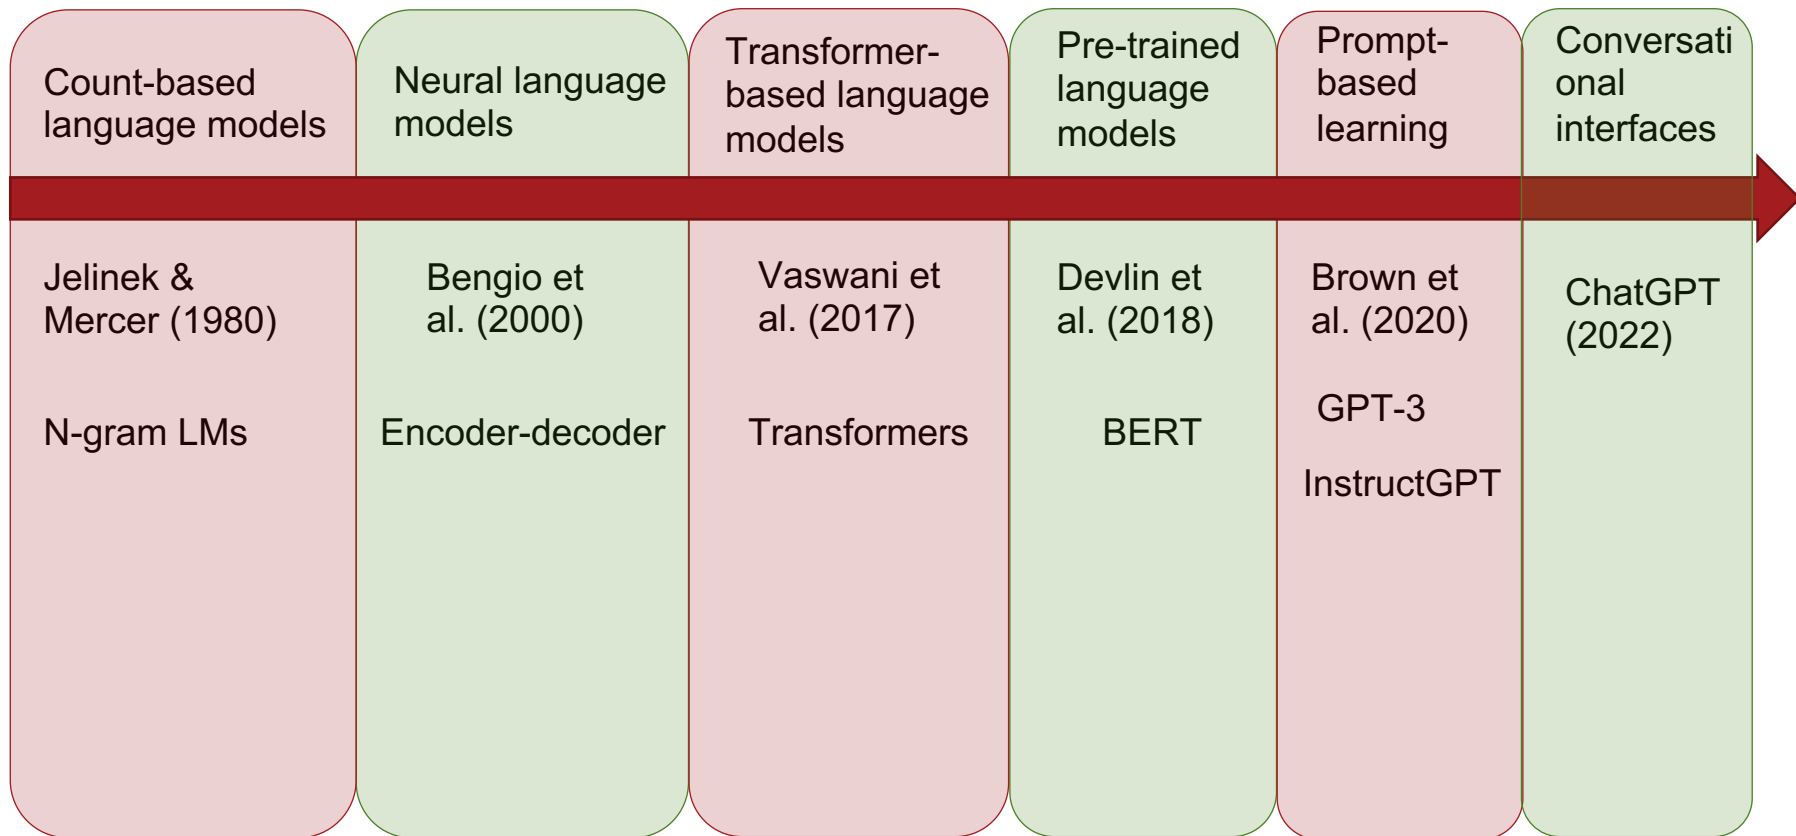 Count-based
language models
Neural language
models
Transformer-
based language
models
Pre-trained
language
models
Prompt-
based
learning
Conversati
onal
interfaces
Jelinek &
Mercer (1980)
Bengio et
al. (2000)
Vaswani et
al. (2017)
Devlin et
al. (2018)
Brown et
al. (2020)
ChatGPT
(2022)
N-gram LMs
Encoder-decoder
Transformers
BERT
GPT-3
InstructGPT